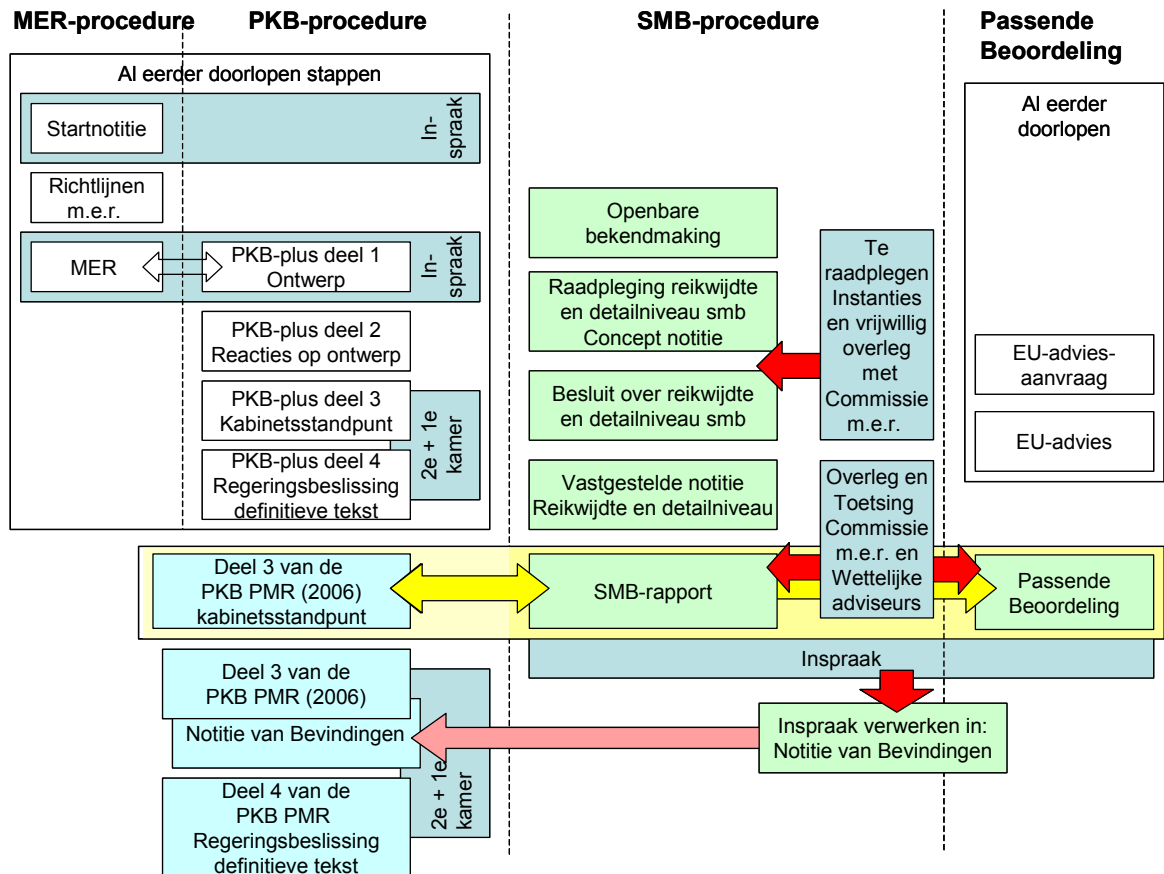 MER-procedure
PKB-procedure
SMB-procedure
Passende
Beoordeling
Al eerder doorlopen stappen
Startnotitie
In-
spraak
Richtlijnen
m.e.r.
MER
PKB-plus deel 1
Ontwerp
In-
spraak
PKB-plus deel 2
Reacties op ontwerp
PKB-plus deel 3
Kabinetsstandpunt
PKB-plus deel 4
Regeringsbeslissing
definitieve tekst
2e + 1e
kamer
Openbare
bekendmaking
Raadpleging reikwijdte
en detailniveau smb
Concept notitie
Besluit over reikwijdte
en detailniveau smb
Vastgestelde notitie
Reikwijdte en detailniveau
Te
raadplegen
Instanties
en vrijwillig
overleg
met
Commissie
m.e.r.
Overleg en
Toetsing
Commissie
m.e.r. en
Wettelijke
adviseurs
Al eerder
doorlopen
EU-advies-
aanvraag
EU-advies
Deel 3 van de
PKB PMR (2006)
kabinetsstandpunt
SMB-rapport
Passende
Beoordeling
Inspraak
Deel 3 van de
PKB PMR (2006)
Notitie van Bevindingen
2e + 1e
kamer
Inspraak verwerken in:
Notitie van Bevindingen
Deel 4 van de
PKB PMR
Regeringsbeslissing
definitieve tekst